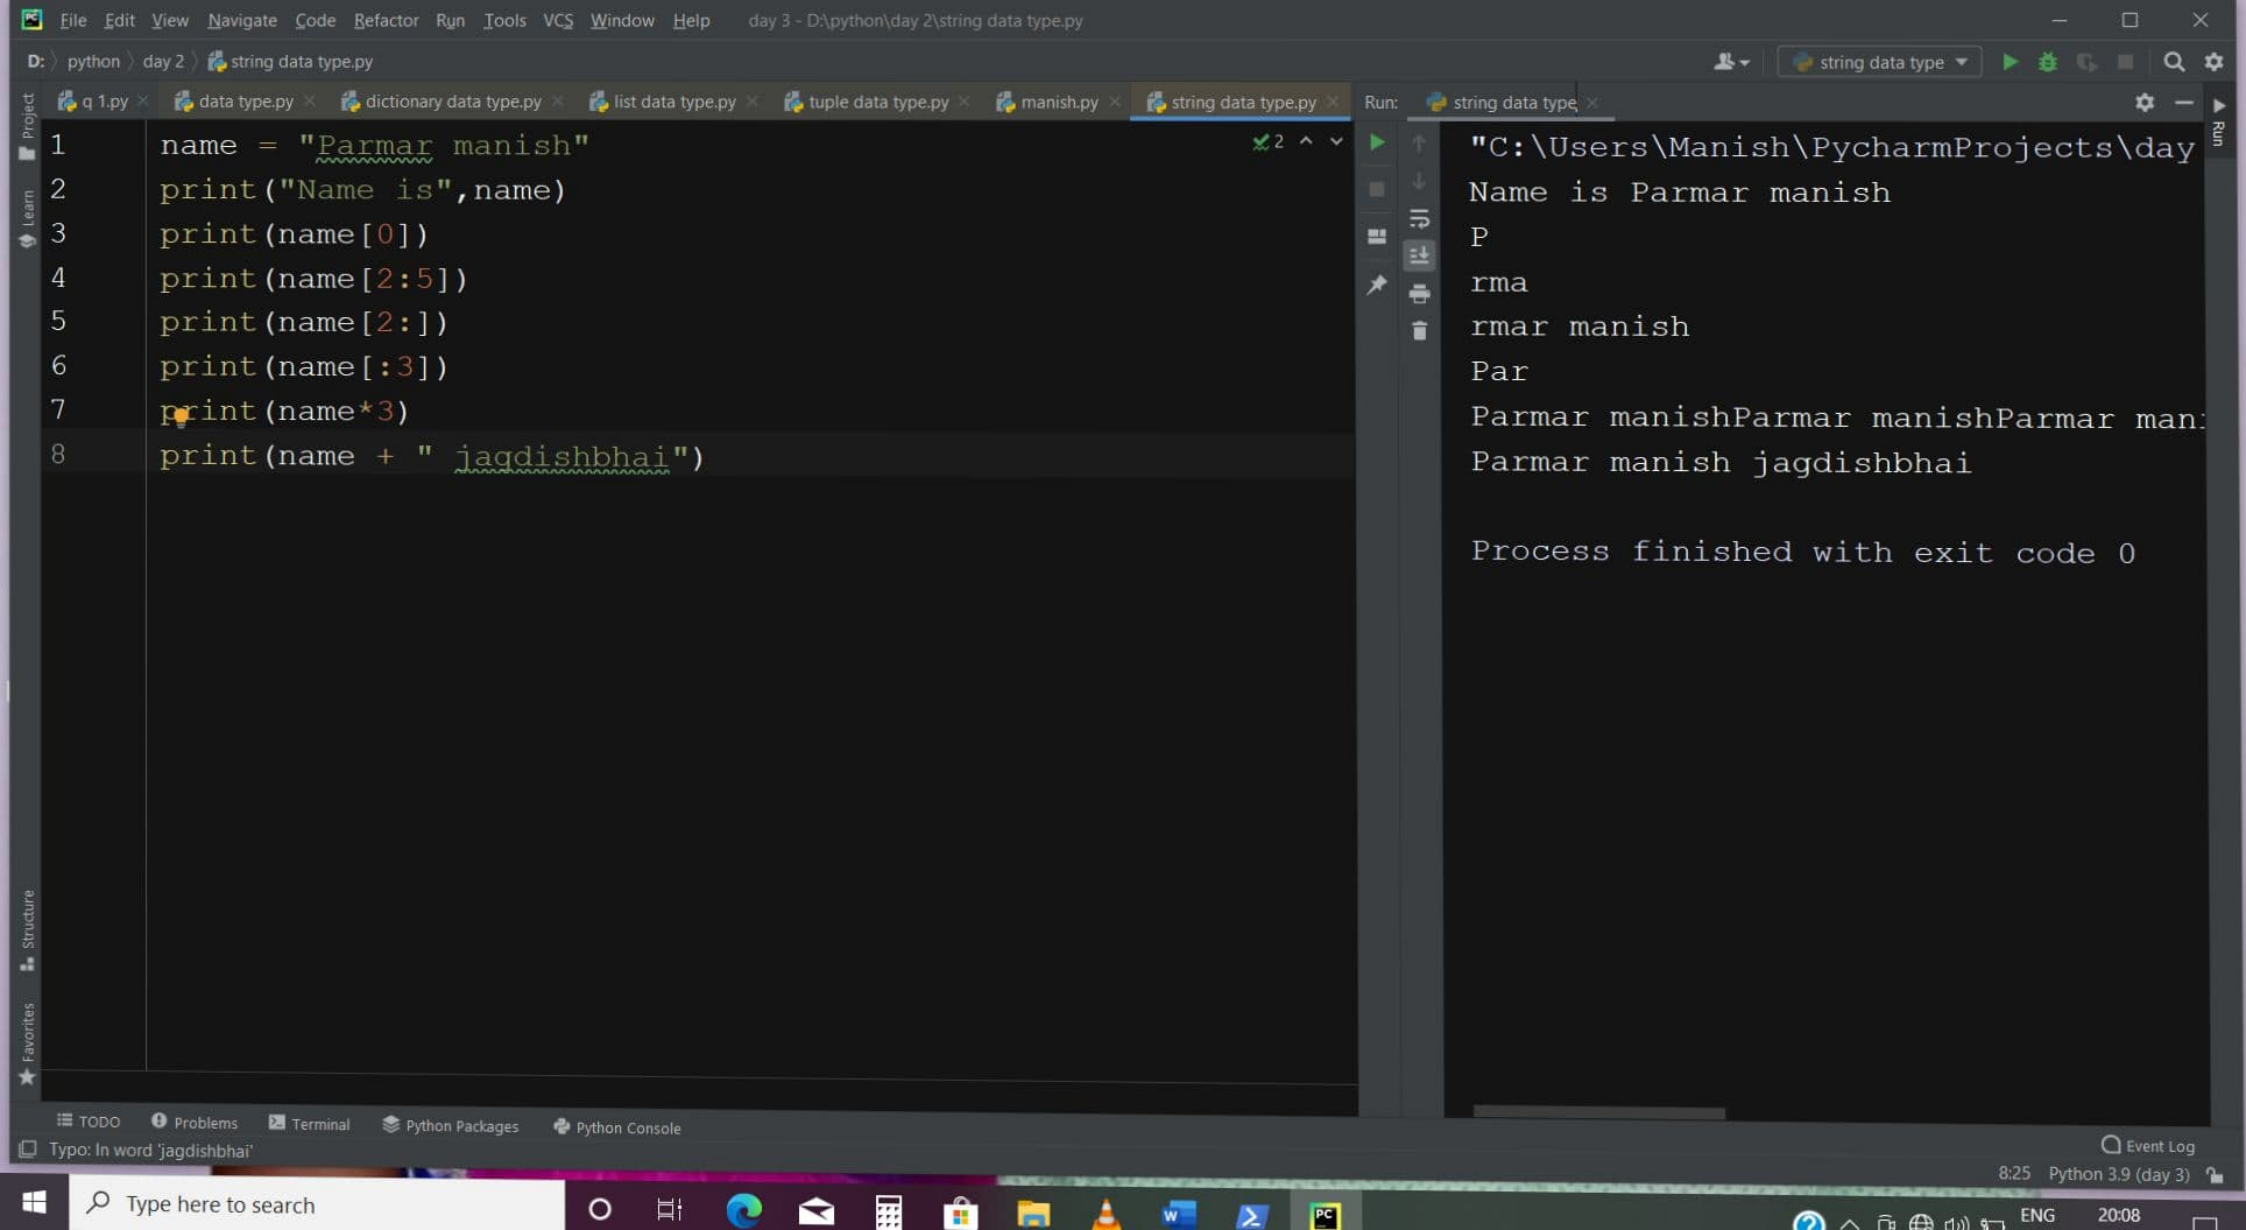 File Edit View Navigate Code Refactor Run Tools VCS Window Help day 3 - D:\python\day 2\string data type.py
D: python day 2 string data type.py string data type
q 1.py data type.py dictionary data type.py list data type.py tuple data type.py manish.py string data type.py Run: string data type
Project
Learn
Structure
Favorites
Run
2
1 name = "Parmar manish"
2 print("Name is",name)
3 print(name[0])
4 print(name[2:5])
5 print(name[2:])
6 print(name[:3])
7 print(name*3)
8 print(name + " jagdishbhai")
"C:\Users\Manish\PycharmProjects\day
Name is Parmar manish
P
rma
rmar manish
Par
Parmar manishParmar manishParmar man
Parmar manish jagdishbhai
Process finished with exit code 0
TODO Problems Terminal Python Packages Python Console
Event Log
Typo: In word 'jagdishbhai'
8:25 Python 3.9 (day 3)
Type here to search
W
PC
ENG
20:08